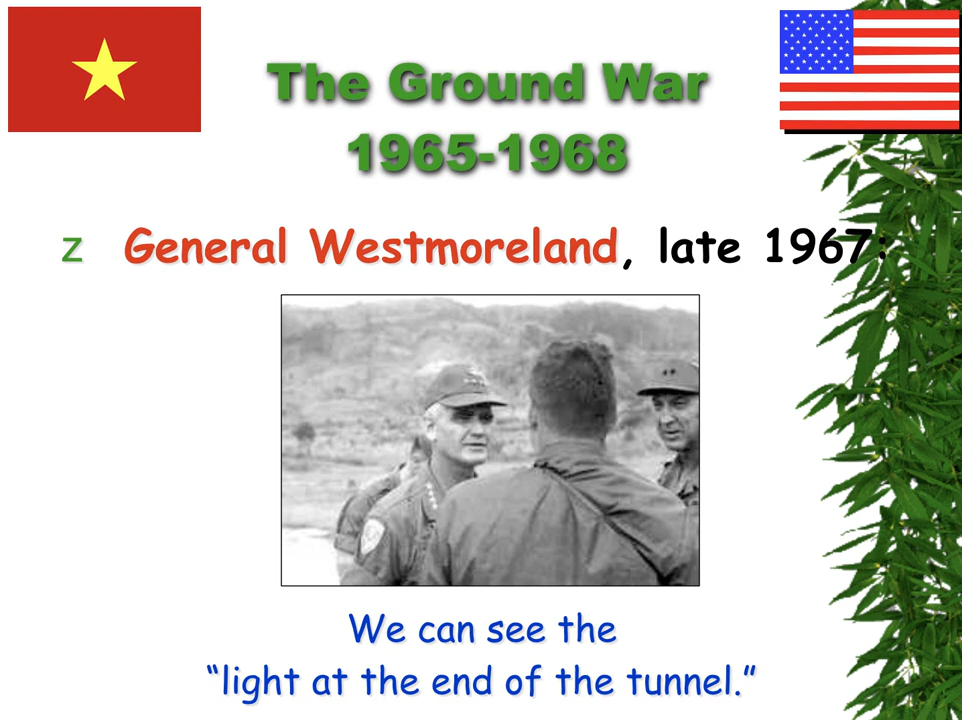 The Ground War
1965-1968
z General Westmoreland, late 1967:
We can see the
“light at the end of the tunnel.”